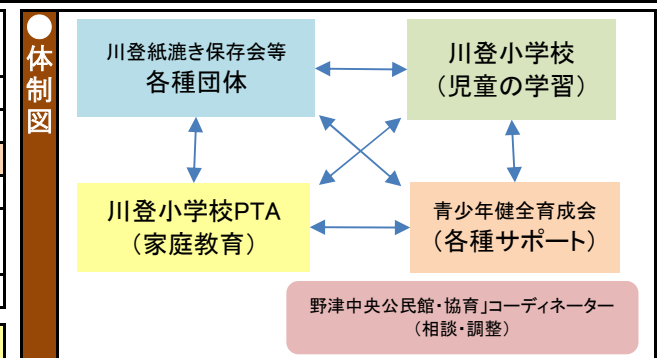 ●体制図
川登紙漉き保存会等
各種団体
川登小学校
（児童の学習）
川登小学校PTA
（家庭教育）
青少年健全育成会
（各種サポート）
野津中央公民館・協育」コーディネーター
（相談・調整）